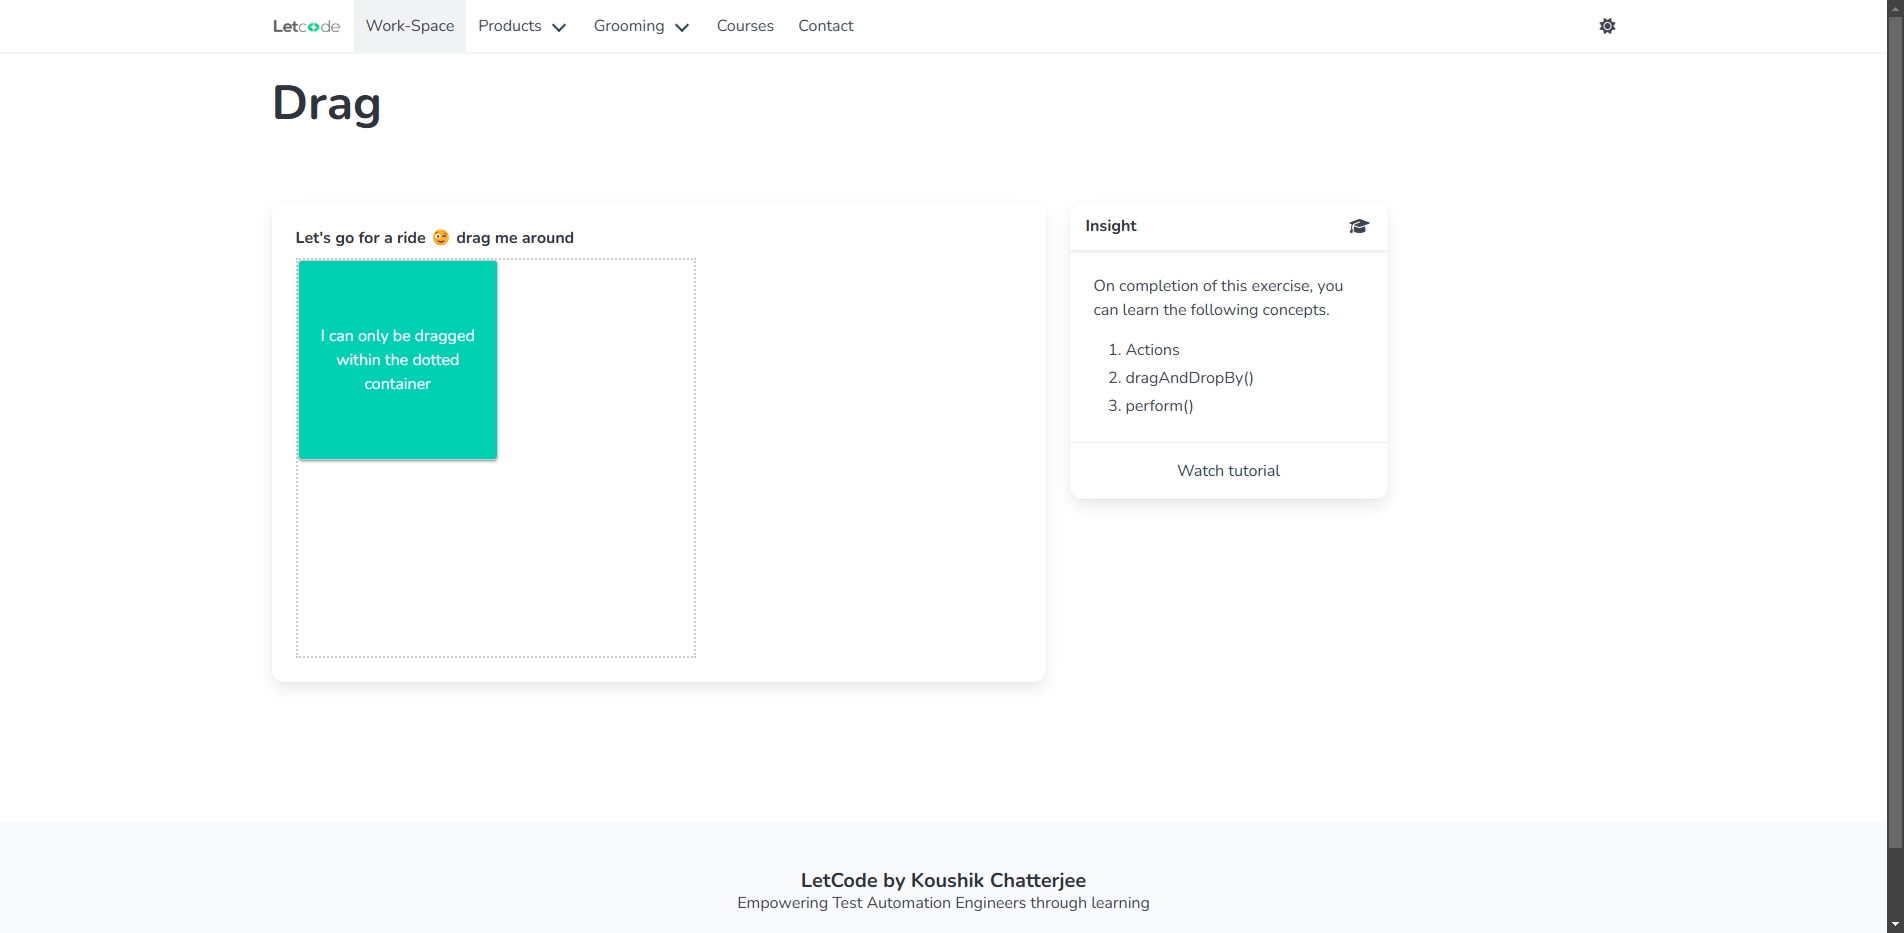 Letcode
Work-Space
Products
Grooming
Courses
Contact
Drag
Let's go for a ride 😉 drag me around
I can only be dragged
within the dotted
container
Insight
On completion of this exercise, you
can learn the following concepts.
1. Actions
2. dragAndDropBy()
3. perform()
Watch tutorial
LetCode by Koushik Chatterjee
Empowering Test Automation Engineers through learning